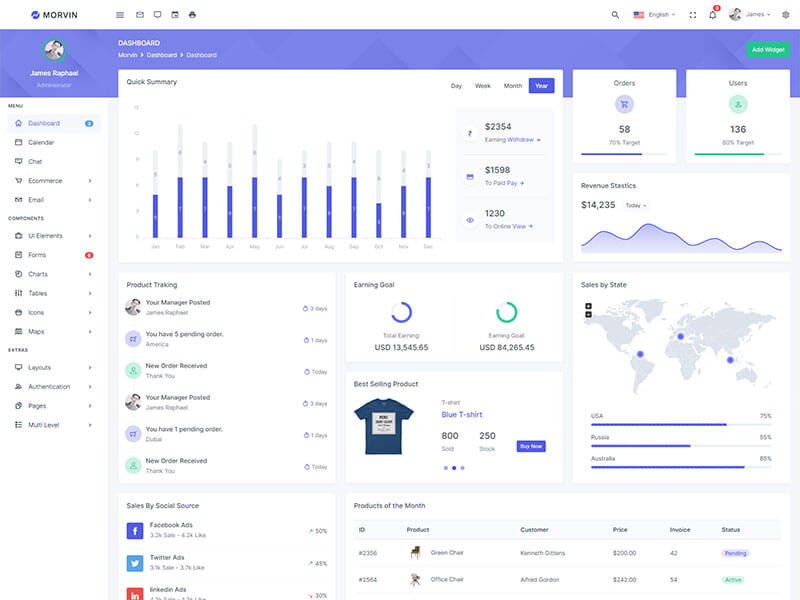 MORVIN
English
3
James
James Raphael
Administrator
MENU
Dashboard
3
Calendar
Chat
Ecommerce
Email
COMPONENTS
UI Elements
Forms
6
Charts
Tables
Icons
Maps
EXTRAS
Layouts
Authentication
Pages
Multi Level
DASHBOARD
Morvin > Dashboard > Dashboard
Add Widget
Quick Summary
Day Week Month Year
15
12
9
6
3
0
Jan Feb Mar Apr May Jun Jul Aug Sep Oct Nov Dec
$2354
Earning Withdraw →
$1598
To Paid Pay →
1230
To Online View →
Orders
58
70% Target
Users
136
80% Target
Revenue Stastics
$14,235 Today
Product Traking
Your Manager Posted
James Raphael
3 days
You have 5 pending order.
America
1 days
New Order Received
Thank You
Today
Your Manager Posted
James Raphael
3 days
You have 1 pending order.
Dubai
1 days
New Order Received
Thank You
Today
Earning Goal
Total Earning:
USD 13,545.65
Earning Goal:
USD 84,265.45
Best Selling Product
T-shirt
Blue T-shirt
800 250
Sold Stock
Buy Now
Sales by State
+
-
USA 75%
Russia 55%
Australia 85%
Sales By Social Source
Facebook Ads
3.2k Sale - 4.2k Like
50%
Twitter Ads
3.1k Sale - 3.7k Like
45%
linkedin Ads
30%
Products of the Month
ID Product Customer Price Invoice Status
#2356 Green Chair Kenneth Gittens $200.00 42 Pending
#2564 Office Chair Alfred Gordon $242.00 54 Active